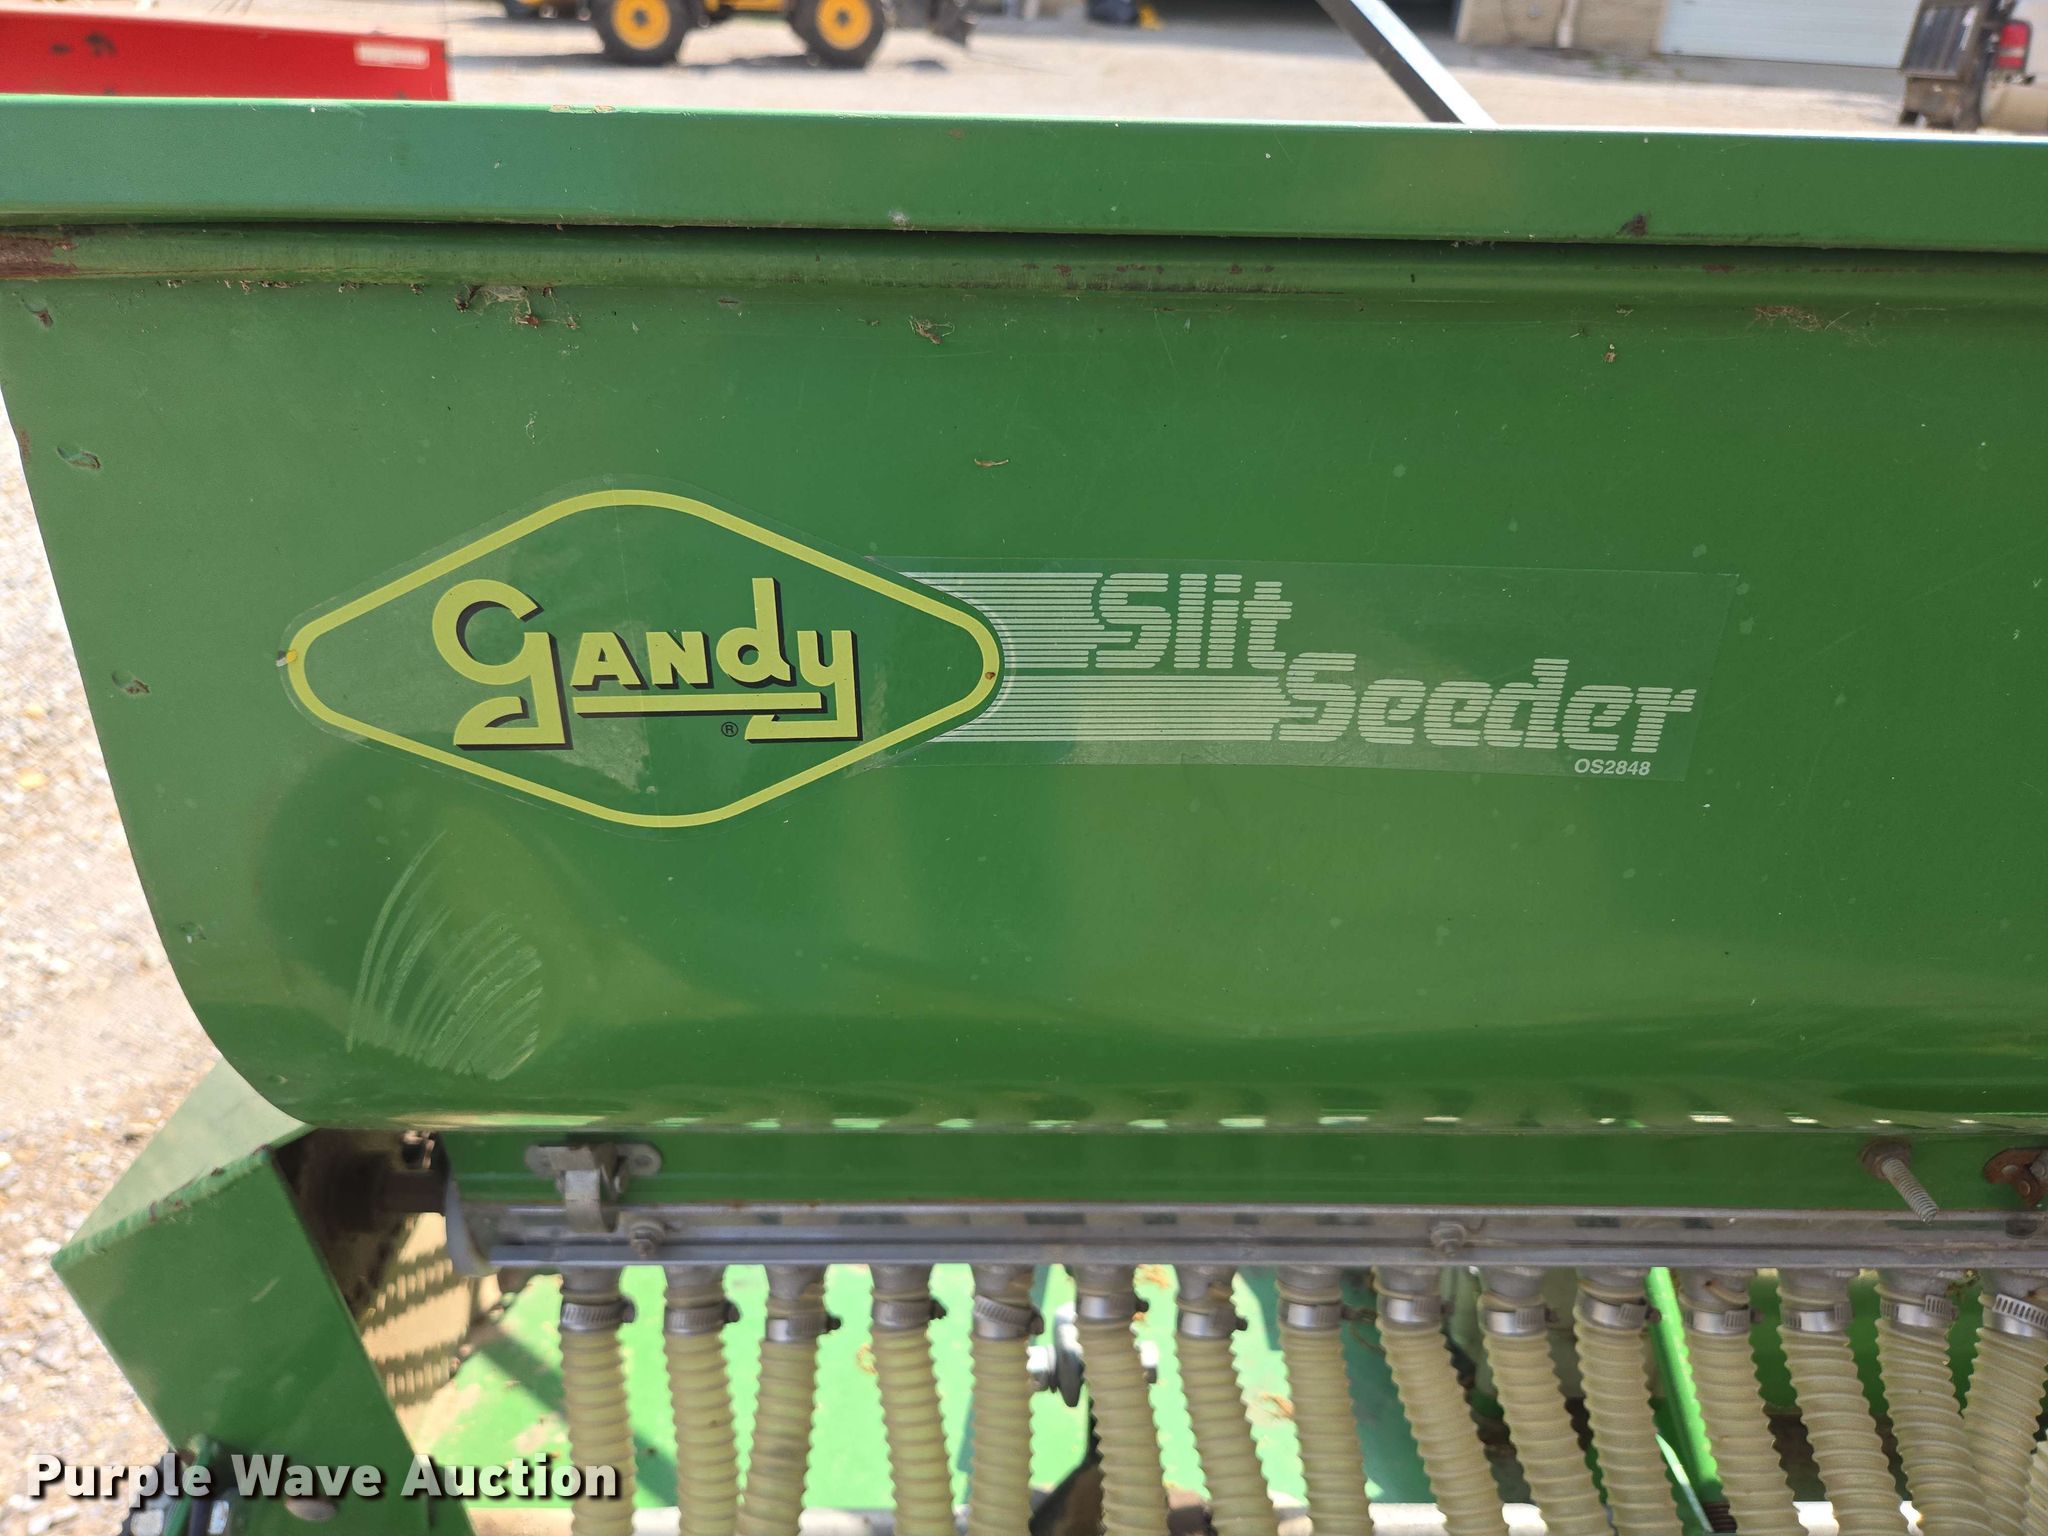 gandy
®
Slit
Seeder
OS2848
Purple Wave Auction